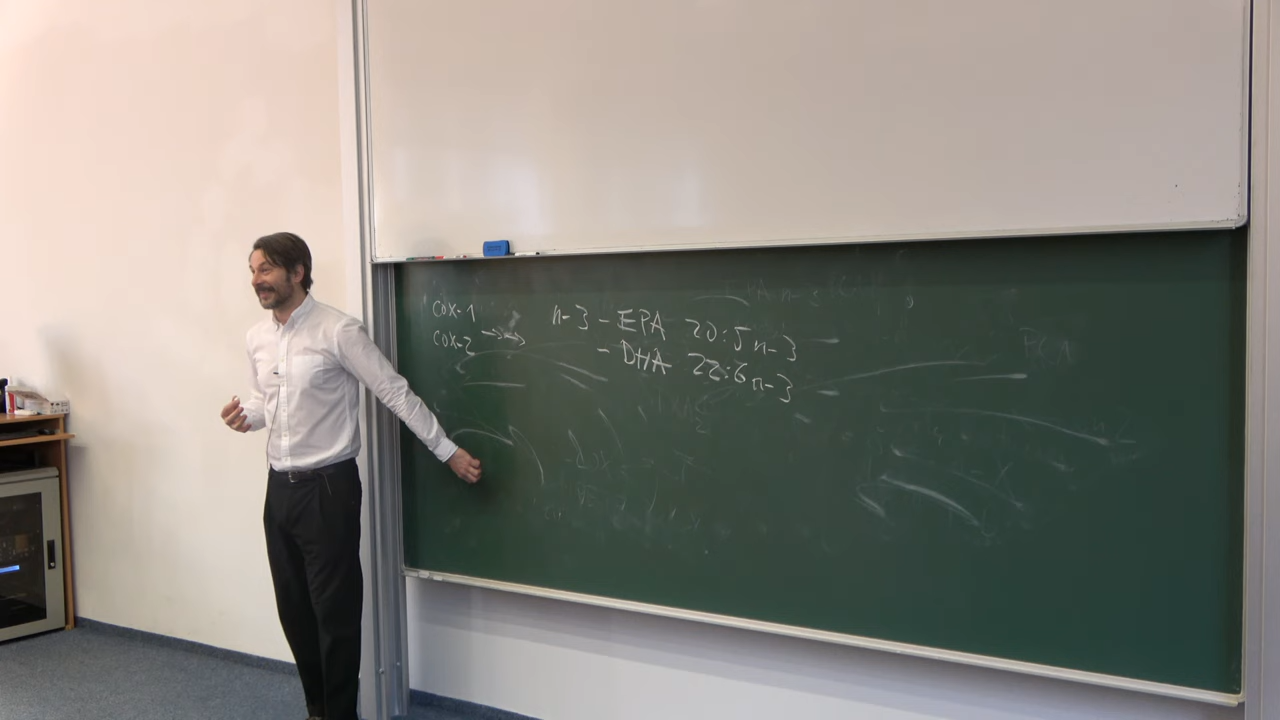 cox-1
cox-2 →→
n-3 - EPA 20:5 n-3
- DHA 22:6 n-3